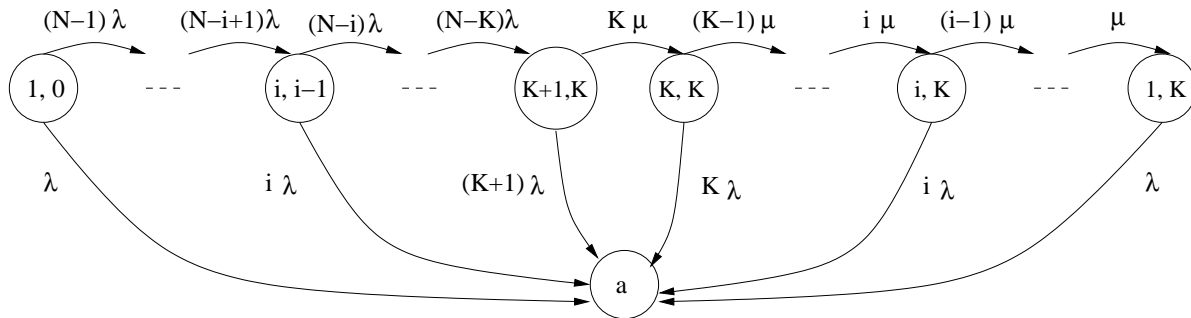 (N−1) λ (N−i+1)λ (N−i)λ (N−K)λ K μ (K−1) μ i μ (i−1) μ μ
1, 0 --- i, i−1 --- K+1,K K, K --- i, K --- 1, K
λ i λ (K+1) λ K λ i λ λ
a